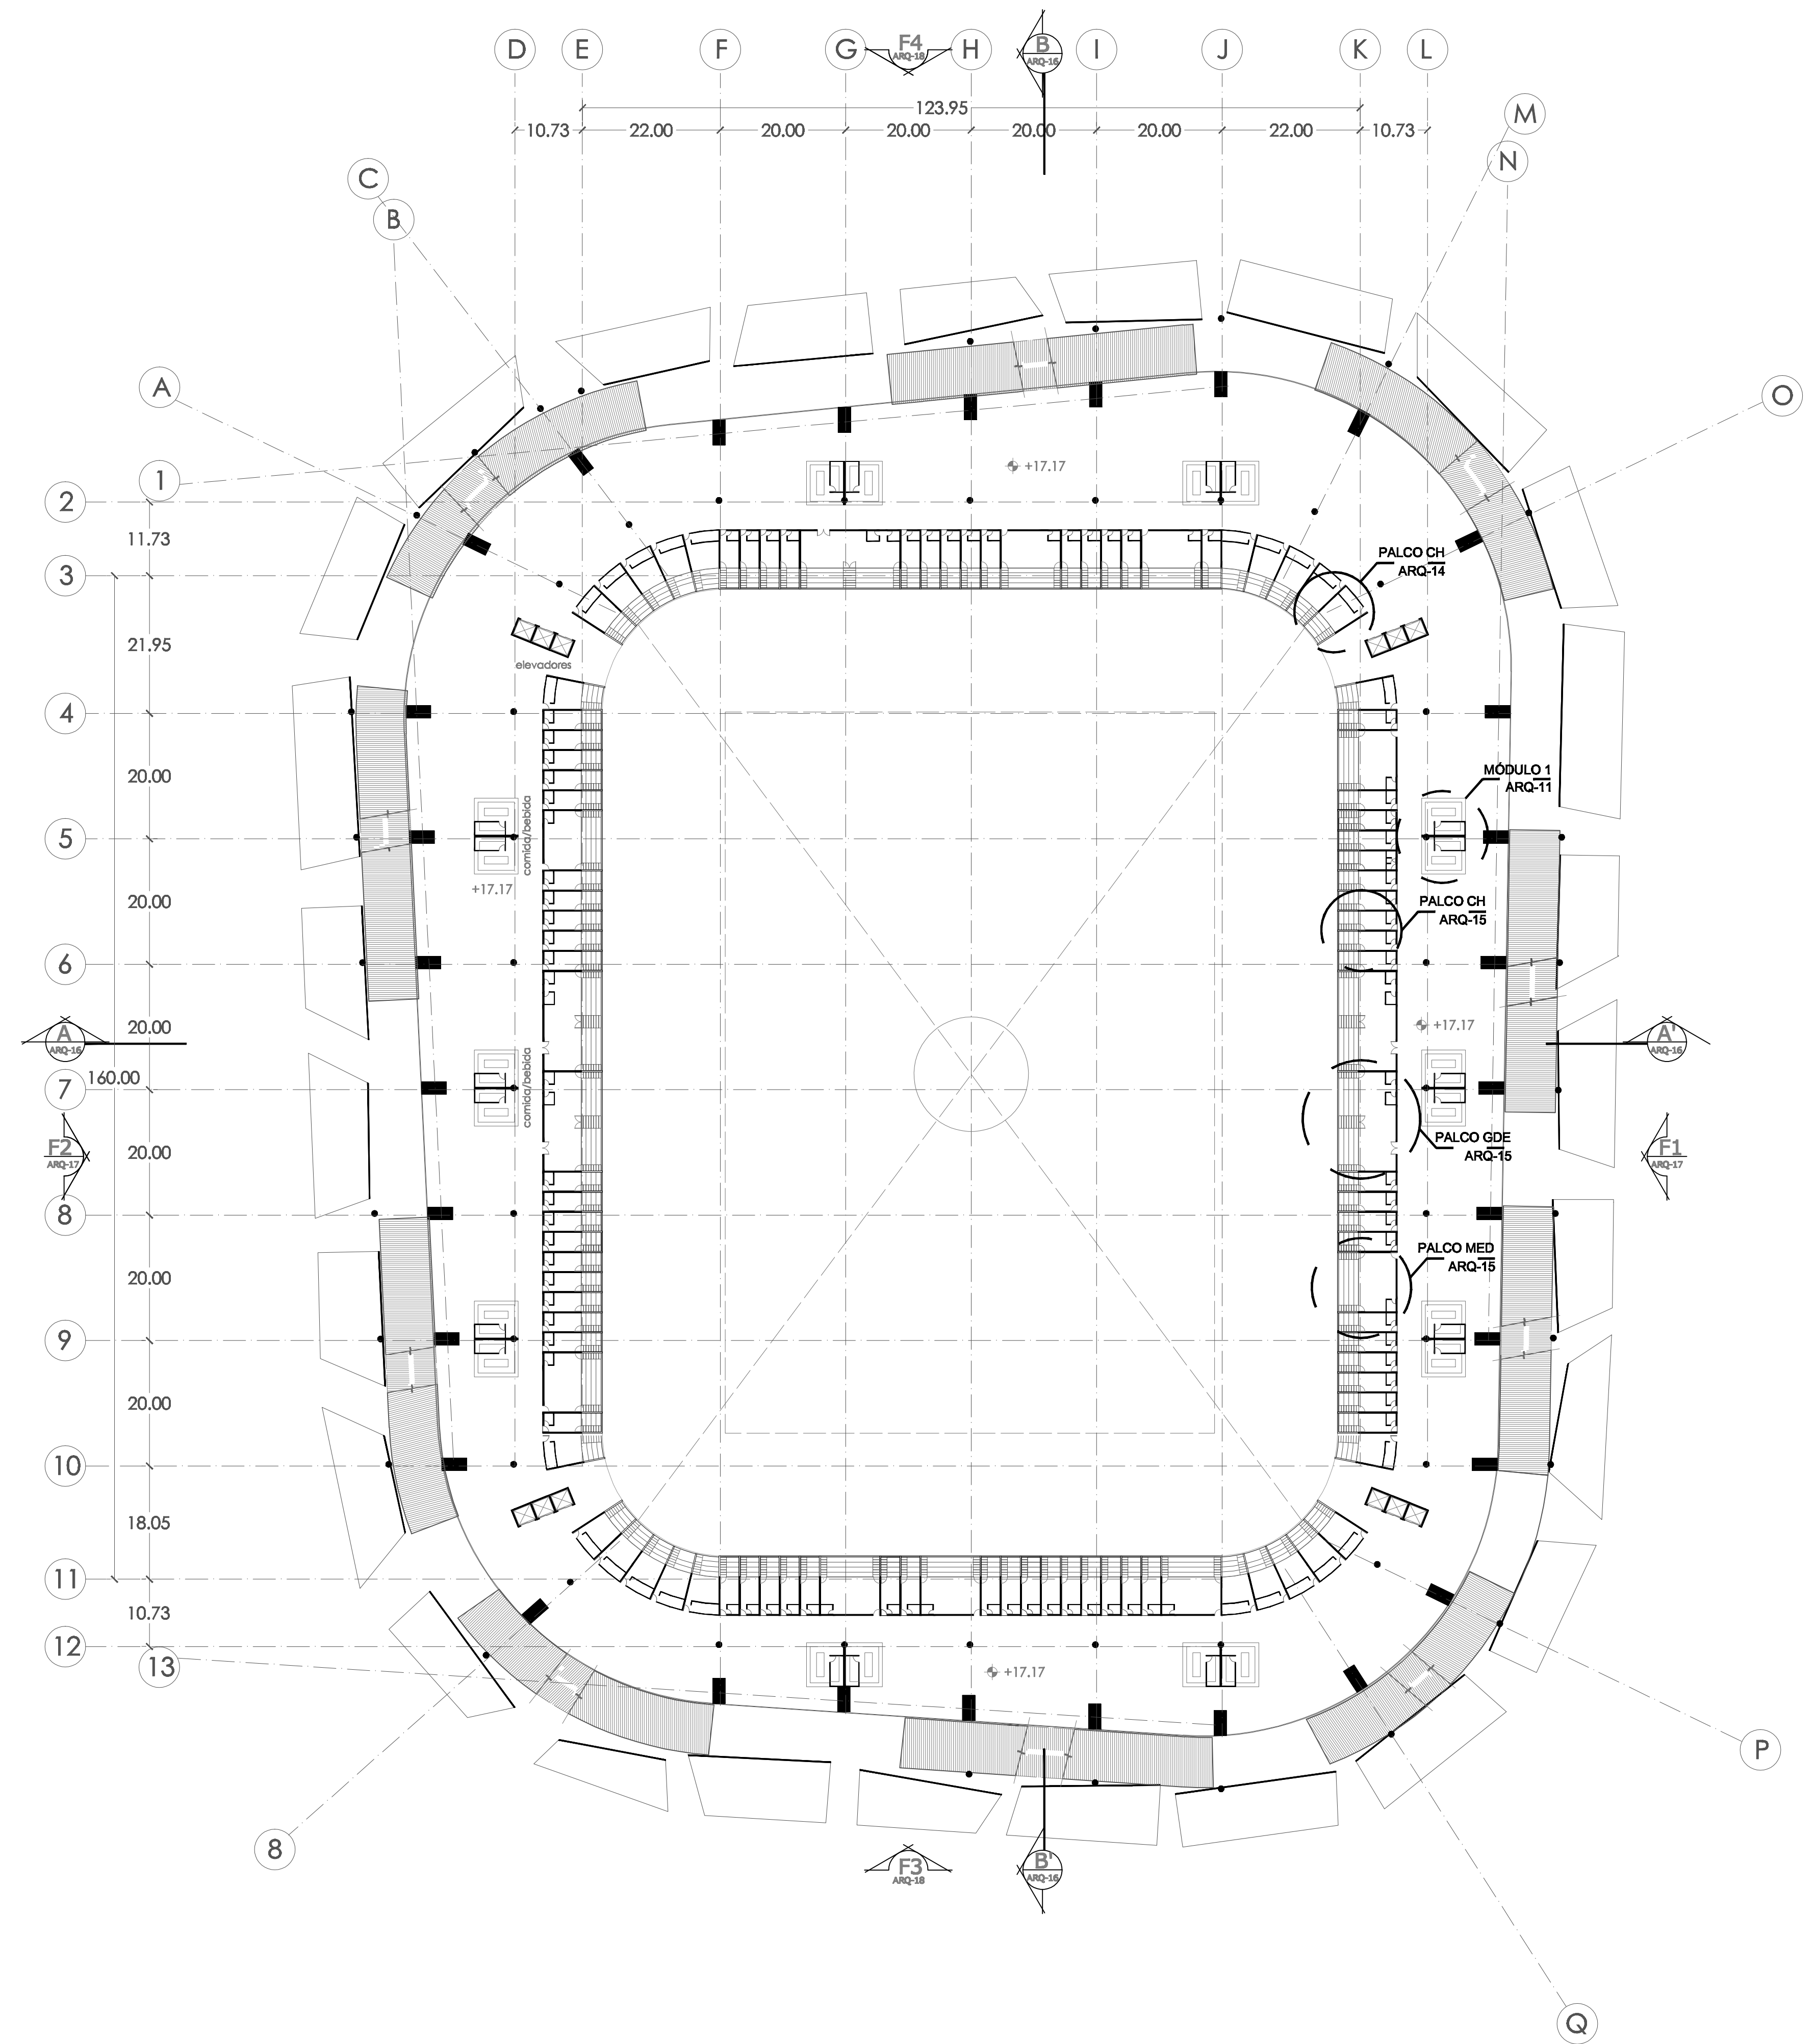 D E F G F4 H B I J K L
ARQ-18 ARQ-16
123.95
10.73 22.00 20.00 20.00 20.00 20.00 22.00 10.73
M
N
C
B
A
O
1
+17.17
2
11.73
3
PALCO CH
ARQ-14
21.95
elevadores
4
20.00
MÓDULO 1
ARQ-11
5
comida/bebida
+17.17
20.00
PALCO CH
ARQ-15
6
20.00
+17.17
A
ARQ-16
A'
ARQ-16
160.00
7
comida/bebida
20.00
PALCO GDE
ARQ-15
F2
ARQ-17
F1
ARQ-17
8
20.00
PALCO MED
ARQ-15
9
20.00
10
18.05
11
10.73
12
13
+17.17
P
8
F3
ARQ-18
B'
ARQ-16
Q